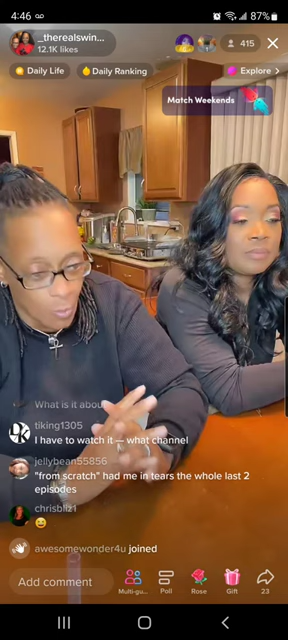 4:46
87%
_therealswin...
12.1K likes
415
Daily Life
Daily Ranking
Explore >
Match Weekends
What is it abou
tiking1305
I have to watch it — what channel
jellybean55856
"from scratch" had me in tears the whole last 2
episodes
chrisbllz1
awesomewonder4u joined
Add comment
Multi-gu...
Poll
Rose
Gift
23